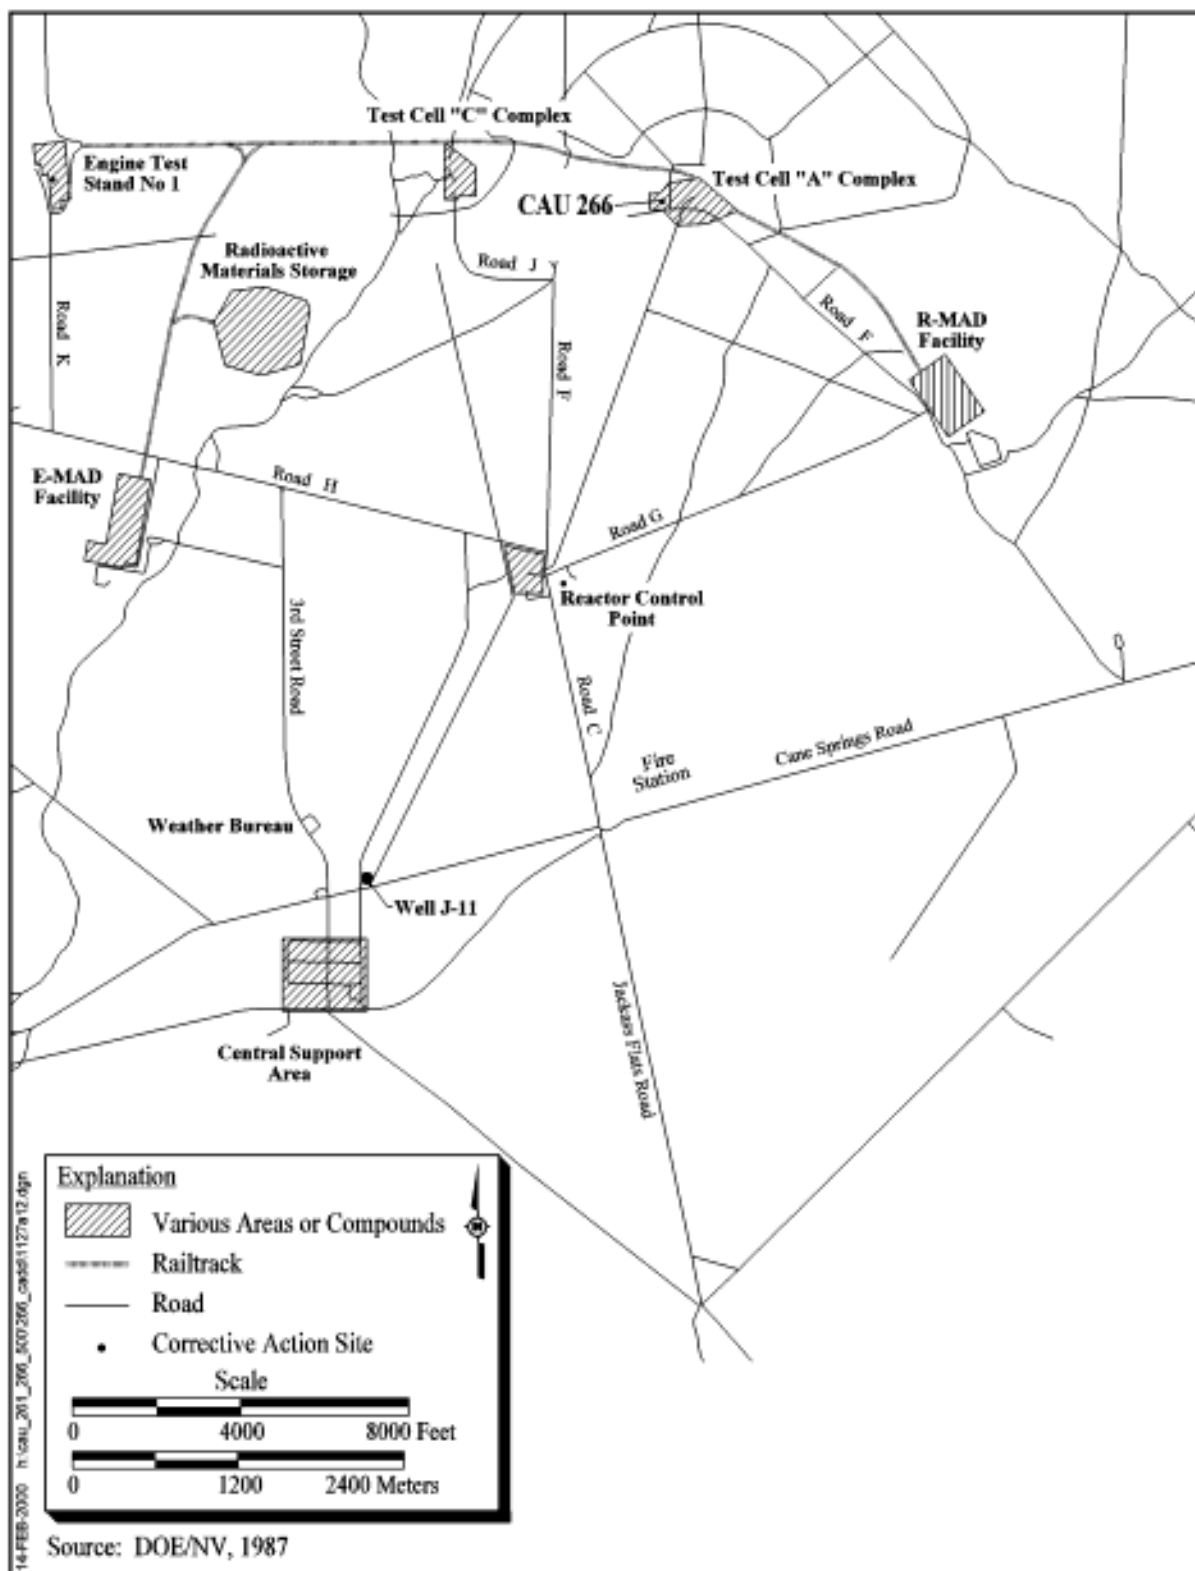 Test Cell "C" Complex
Engine Test
Stand No 1
CAU 266
Test Cell "A" Complex
Radioactive
Materials Storage
Road J
Road K
Road F
Road F
R-MAD
Facility
E-MAD
Facility
Road H
Road G
Reactor Control
Point
3rd Street Road
Road C
Fire
Station
Cane Springs Road
Weather Bureau
Well J-11
Jackass Flats Road
Central Support
Area
Explanation
Various Areas or Compounds
Railtrack
Road
Corrective Action Site
N
Scale
0 4000 8000 Feet
0 1200 2400 Meters
Source: DOE/NV, 1987
14-FEB-2000